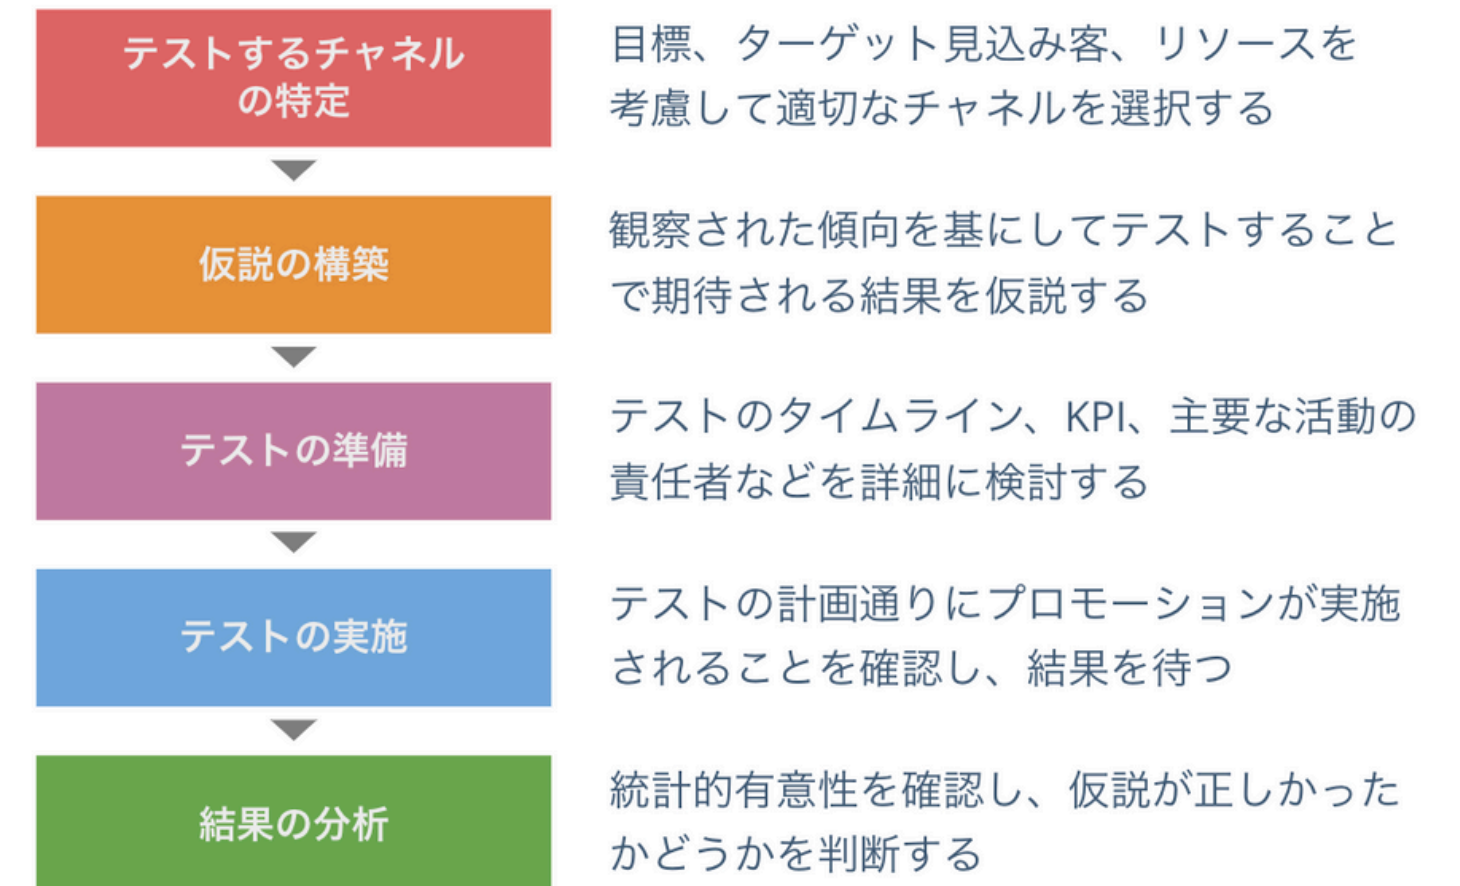 テストするチャネル
の特定
目標、ターゲット見込み客、リソースを
考慮して適切なチャネルを選択する
仮説の構築
観察された傾向を基にしてテストすること
で期待される結果を仮説する
テストの準備
テストのタイムライン、KPI、主要な活動の
責任者などを詳細に検討する
テストの実施
テストの計画通りにプロモーションが実施
されることを確認し、結果を待つ
結果の分析
統計的有意性を確認し、仮説が正しかった
かどうかを判断する